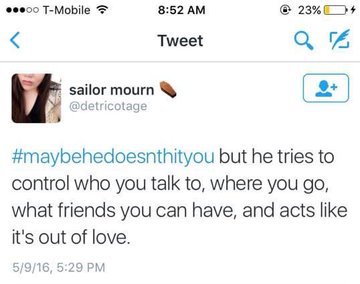 T-Mobile 8:52 AM 23%
Tweet
sailor mourn
@detricotage
#maybehedoesnthityou but he tries to
control who you talk to, where you go,
what friends you can have, and acts like
it's out of love.
5/9/16, 5:29 PM